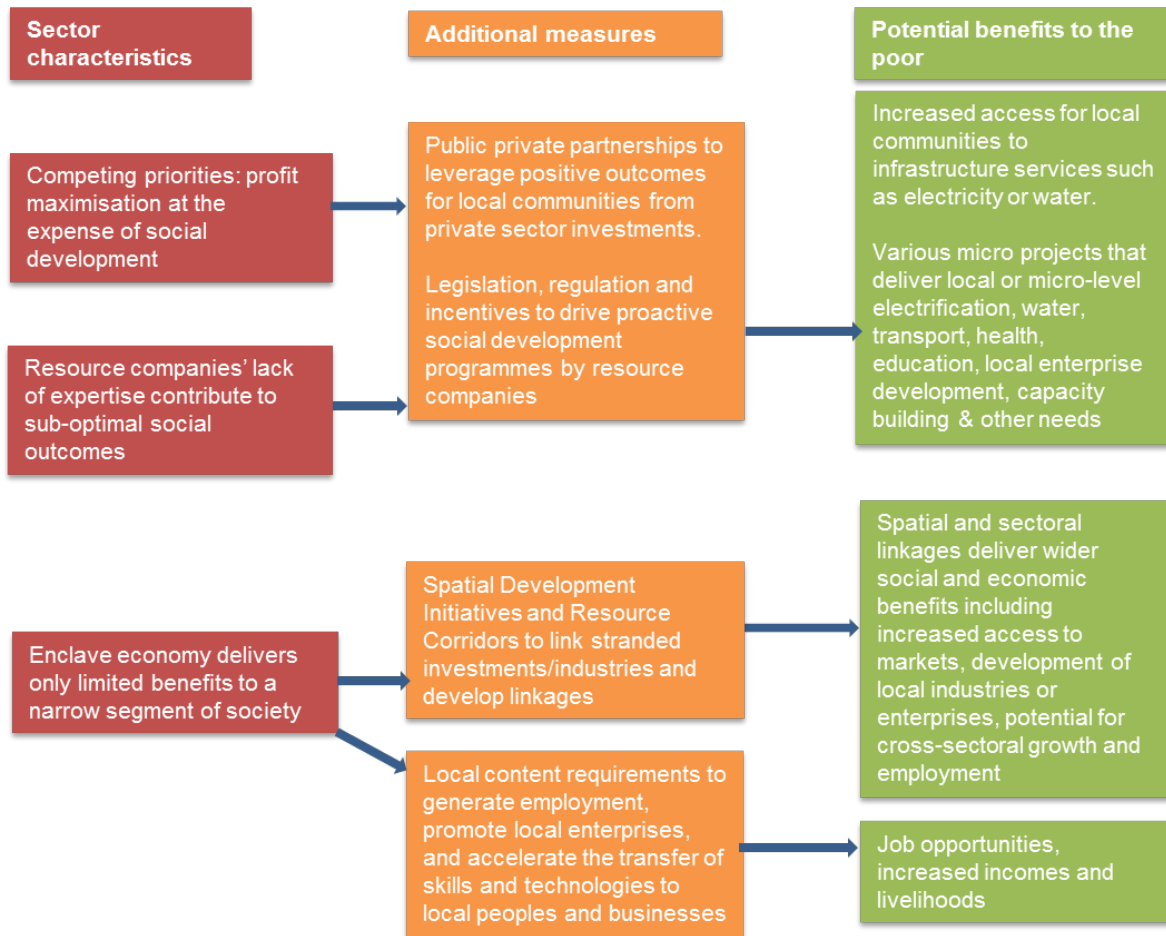 Sector
characteristics
Additional measures
Potential benefits to the
poor
Competing priorities: profit
maximisation at the
expense of social
development
Resource companies' lack
of expertise contribute to
sub-optimal social
outcomes
Public private partnerships to
leverage positive outcomes
for local communities from
private sector investments.
Legislation, regulation and
incentives to drive proactive
social development
programmes by resource
companies
Increased access for local
communities to
infrastructure services such
as electricity or water.
Various micro projects that
deliver local or micro-level
electrification, water,
transport, health,
education, local enterprise
development, capacity
building & other needs
Enclave economy delivers
only limited benefits to a
narrow segment of society
Spatial Development
Initiatives and Resource
Corridors to link stranded
investments/industries and
develop linkages
Spatial and sectoral
linkages deliver wider
social and economic
benefits including
increased access to
markets, development of
local industries or
enterprises, potential for
cross-sectoral growth and
employment
Local content requirements to
generate employment,
promote local enterprises,
and accelerate the transfer of
skills and technologies to
local peoples and businesses
Job opportunities,
increased incomes and
livelihoods